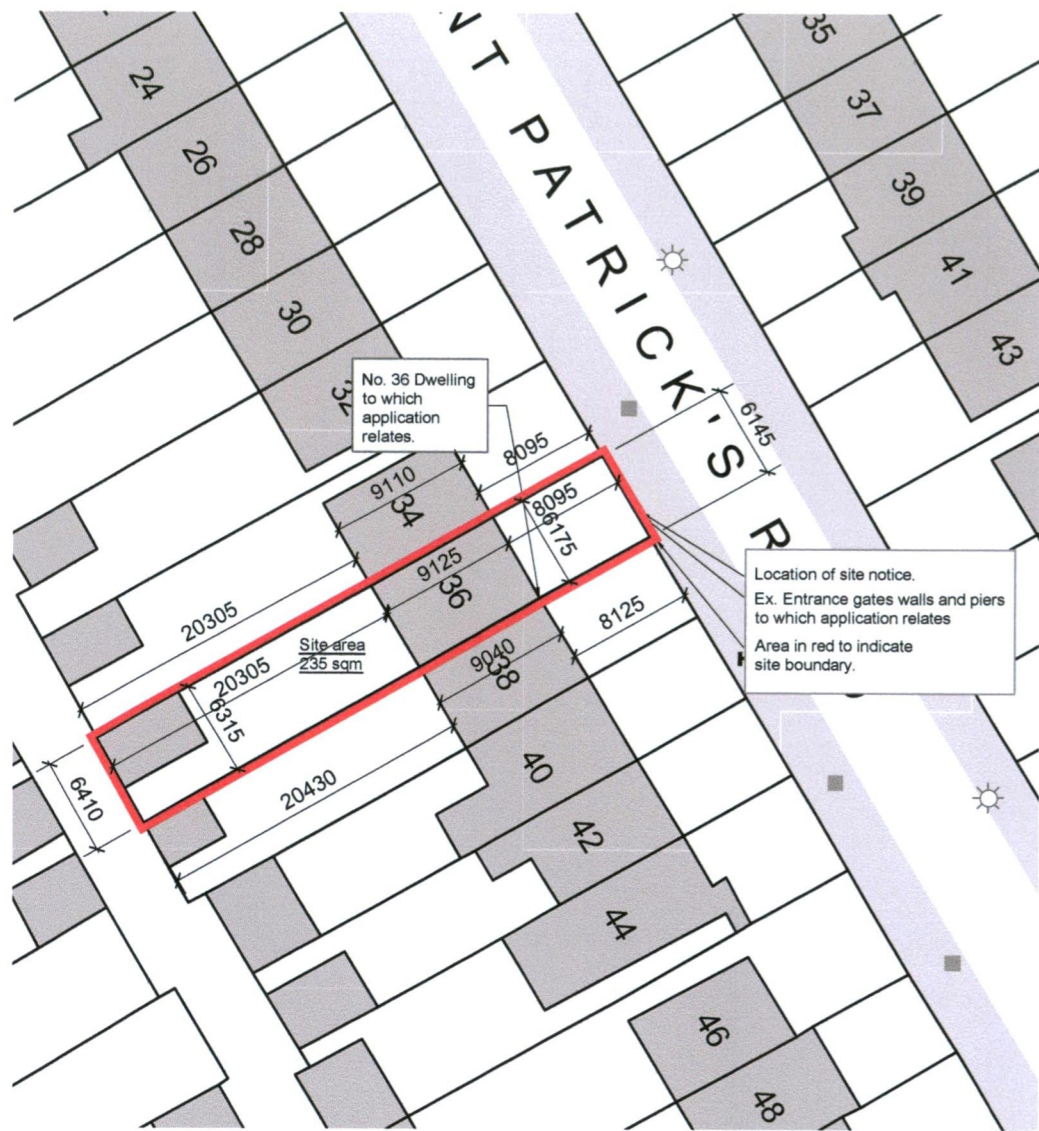 NT PATRICK'S R
24
26
28
30
32
34
36
38
40
42
44
46
48
35
37
39
41
43
No. 36 Dwelling
to which
application
relates.
8095
6145
9110
8095
6175
9125
20305
Site area
235 sqm
20305
6315
9040
8125
6410
20430
Location of site notice.
Ex. Entrance gates walls and piers
to which application relates
Area in red to indicate
site boundary.